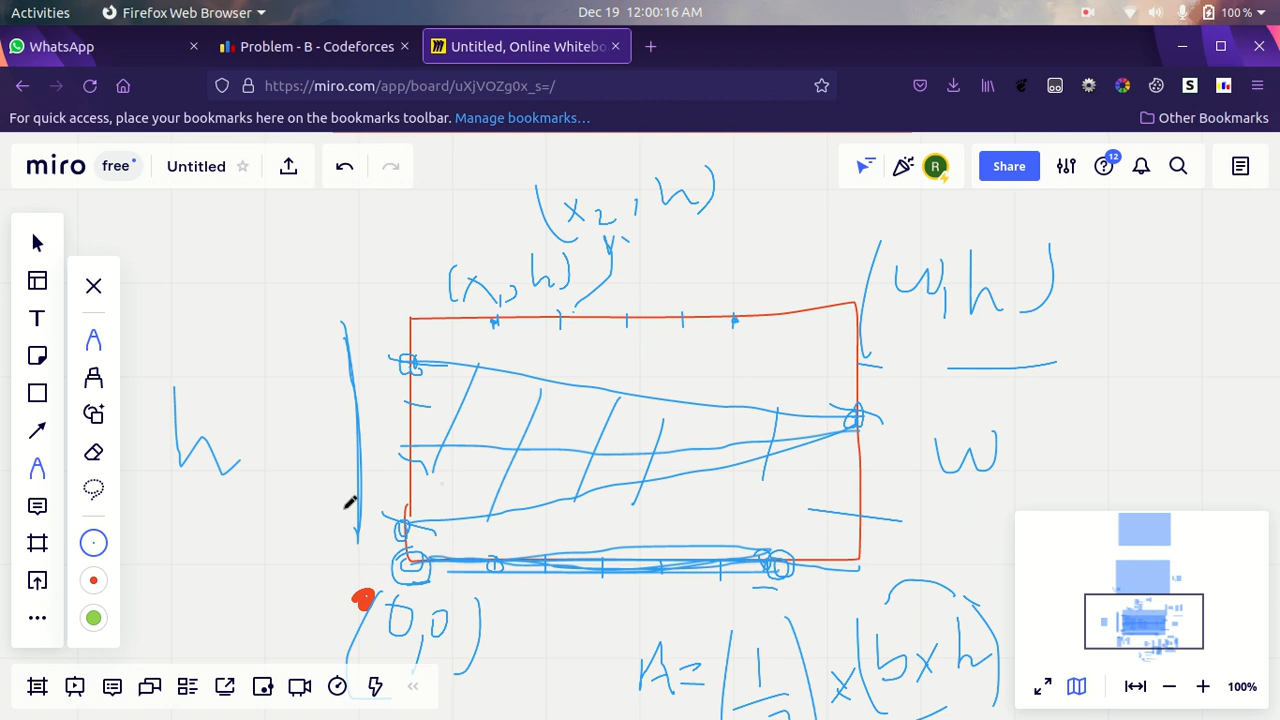 Activities Firefox Web Browser Dec 19 12:00:16 AM 100 %
WhatsApp × Problem - B - Codeforces × Untitled, Online Whitebo ×
https://miro.com/app/board/uXjVOZg0x_s=/
For quick access, place your bookmarks here on the bookmarks toolbar. Manage bookmarks… Other Bookmarks
miro free Untitled Share 12
R
(x2, h)
(x1, h)
(w, h)
h
w
(0,0)
A = (1 × (b × h)
100%